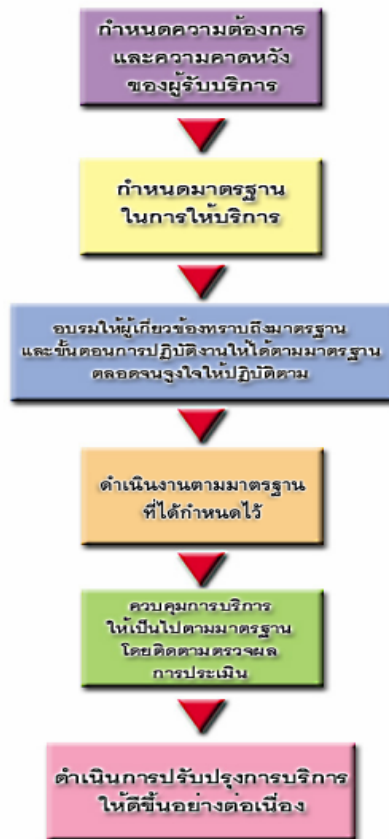 กำหนดความต้องการ
และความคาดหวัง
ของผู้รับบริการ
กำหนดมาตรฐาน
ในการให้บริการ
อบรมให้ผู้เกี่ยวข้องทราบถึงมาตรฐาน
และขั้นตอนการปฏิบัติงานให้ได้ตามมาตรฐาน
ตลอดจนจูงใจให้ปฏิบัติตาม
ดำเนินงานตามมาตรฐาน
ที่ได้กำหนดไว้
ควบคุมการบริการ
ให้เป็นไปตามมาตรฐาน
โดยติดตามตรวจผล
การประเมิน
ดำเนินการปรับปรุงการบริการ
ให้ดีขึ้นอย่างต่อเนื่อง